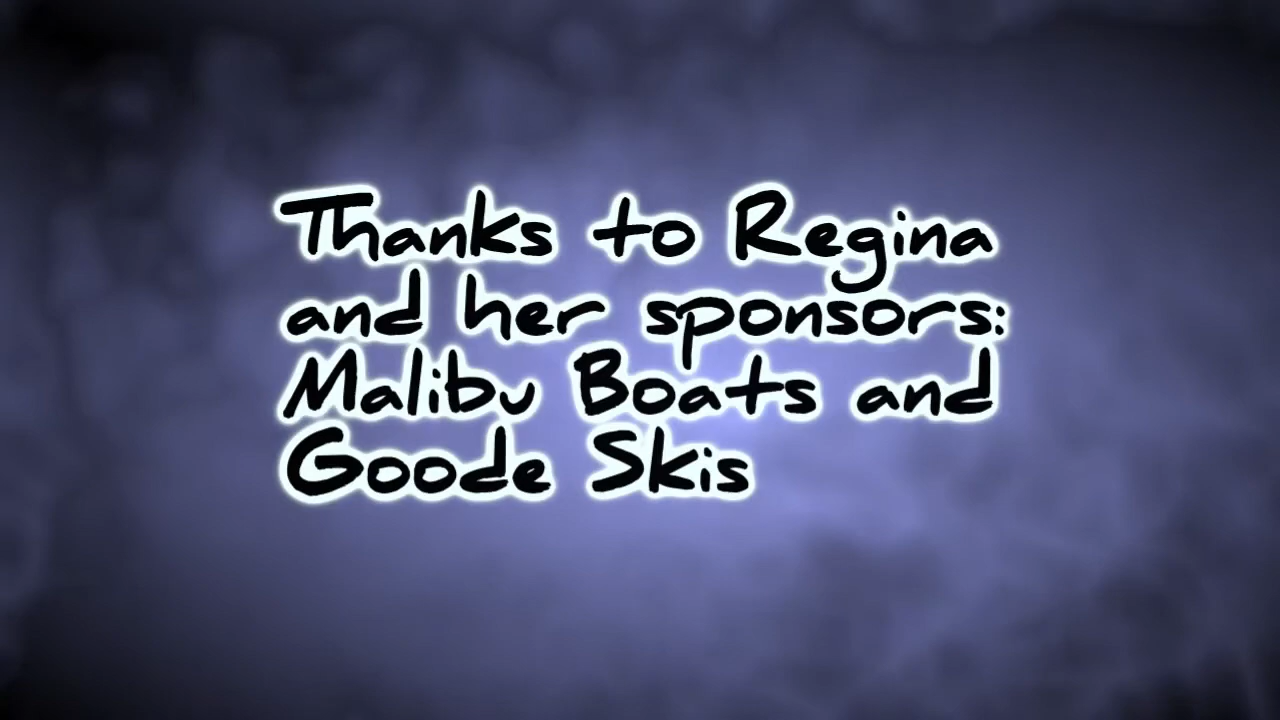 Thanks to Regina
and her sponsors:
Malibu Boats and
Goode Skis